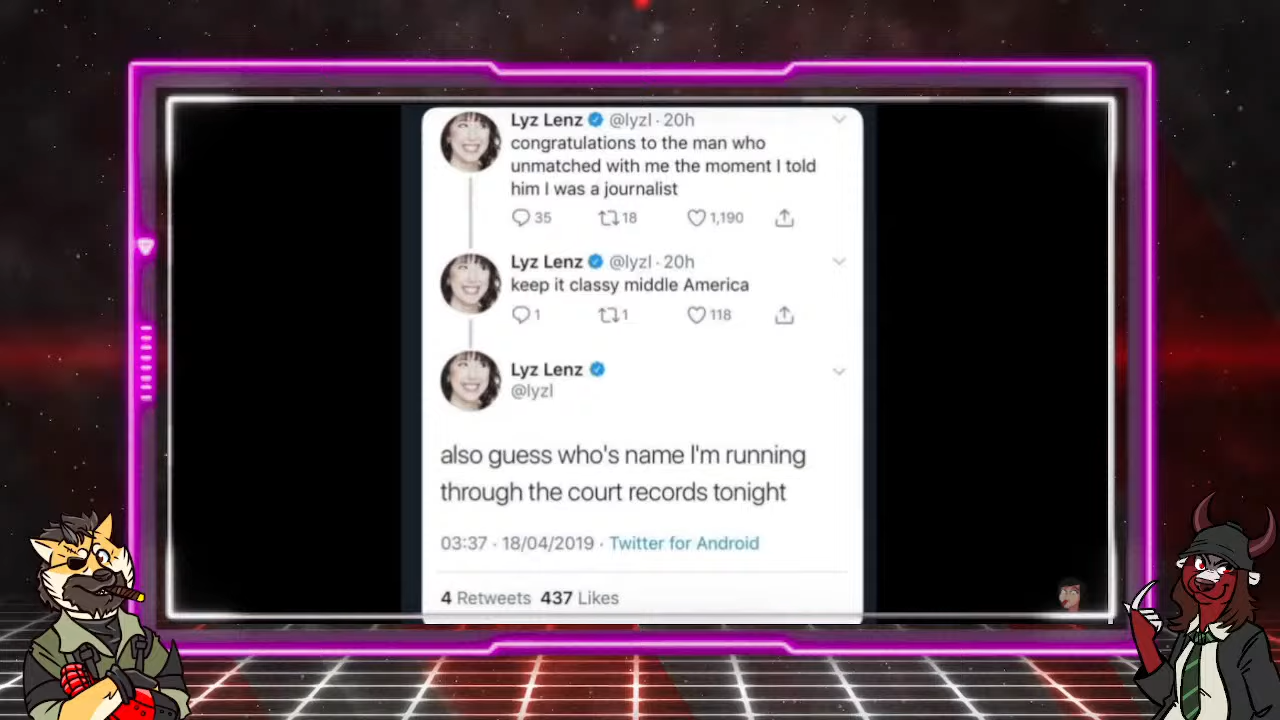 Lyz Lenz @lyzl · 20h
congratulations to the man who
unmatched with me the moment I told
him I was a journalist
35 18 1,190
Lyz Lenz @lyzl · 20h
keep it classy middle America
1 1 118
Lyz Lenz
@lyzl
also guess who's name I'm running
through the court records tonight
03:37 · 18/04/2019 · Twitter for Android
4 Retweets 437 Likes